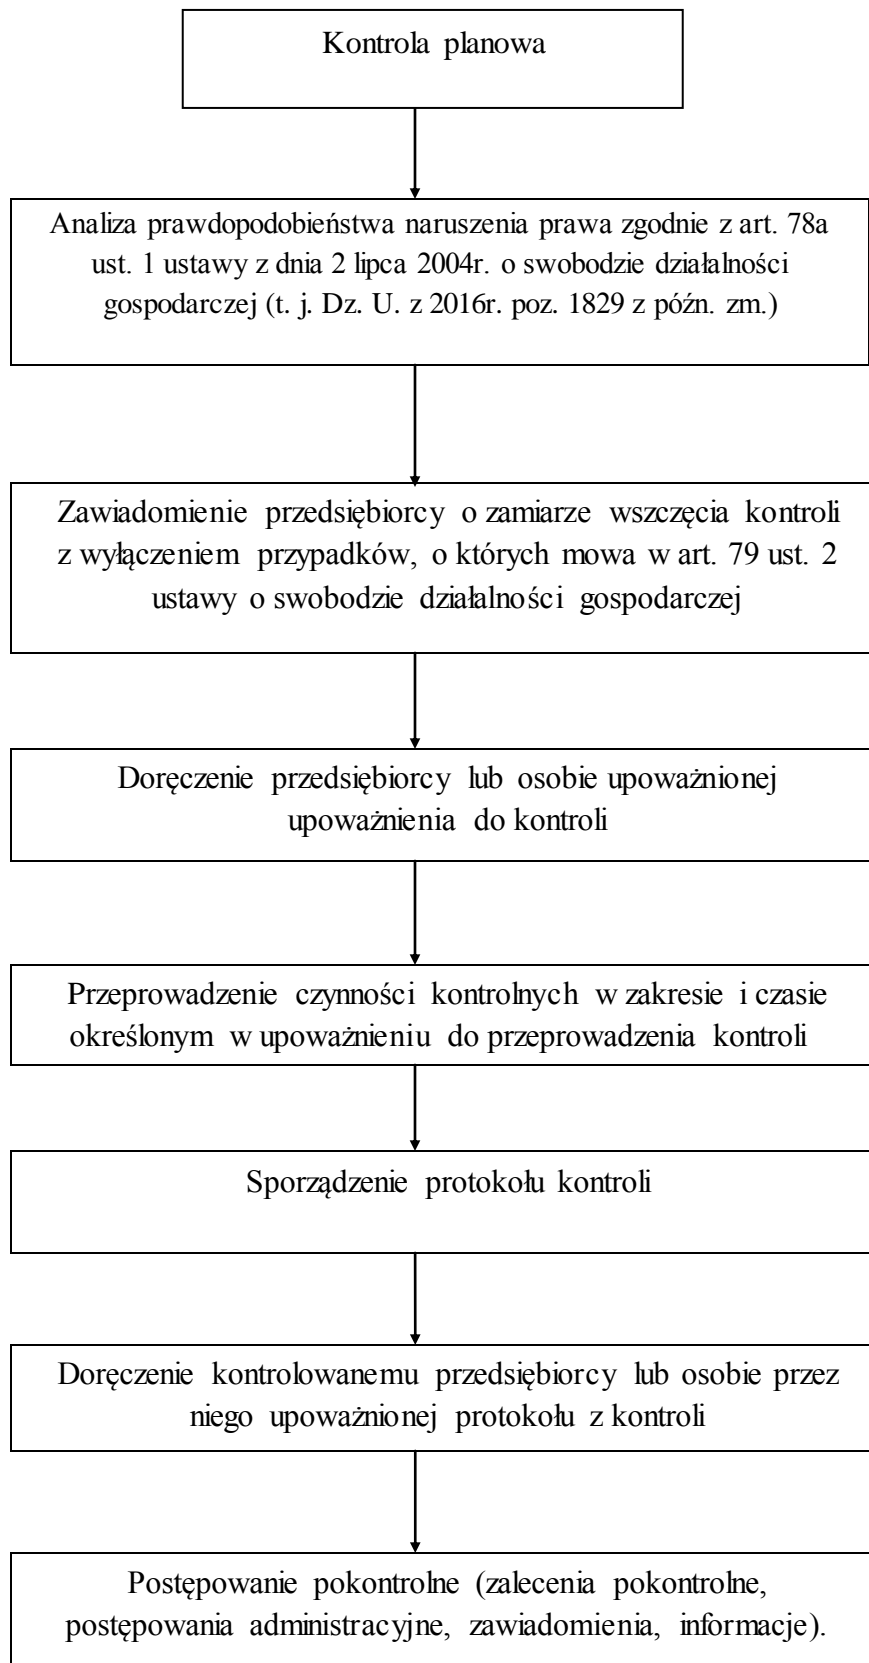 Kontrola planowa
Analiza prawdopodobieństwa naruszenia prawa zgodnie z art. 78a
ust. 1 ustawy z dnia 2 lipca 2004r. o swobodzie działalności
gospodarczej (t. j. Dz. U. z 2016r. poz. 1829 z późn. zm.)
Zawiadomienie przedsiębiorcy o zamiarze wszczęcia kontroli
z wyłączeniem przypadków, o których mowa w art. 79 ust. 2
ustawy o swobodzie działalności gospodarczej
Doręczenie przedsiębiorcy lub osobie upoważnionej
upoważnienia do kontroli
Przeprowadzenie czynności kontrolnych w zakresie i czasie
określonym w upoważnieniu do przeprowadzenia kontroli
Sporządzenie protokołu kontroli
Doręczenie kontrolowanemu przedsiębiorcy lub osobie przez
niego upoważnionej protokołu z kontroli
Postępowanie pokontrolne (zalecenia pokontrolne,
postępowania administracyjne, zawiadomienia, informacje).